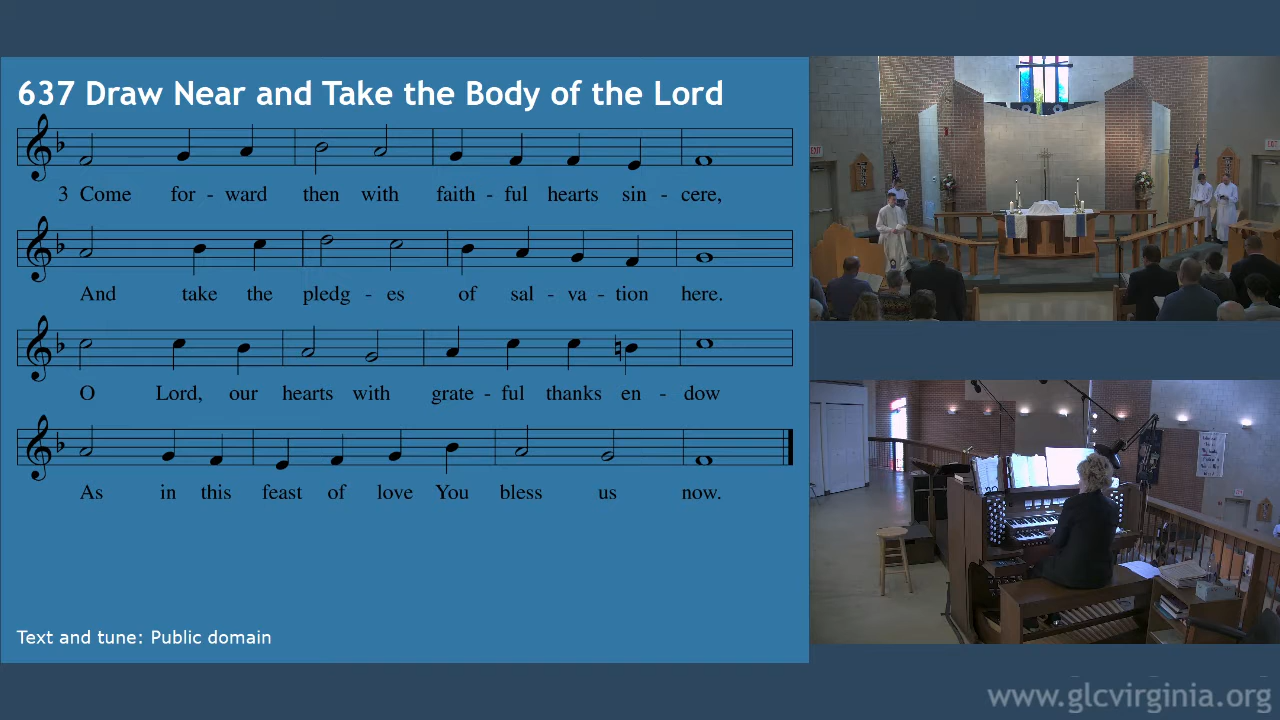 637 Draw Near and Take the Body of the Lord
3 Come for - ward then with faith - ful hearts sin - cere,
And take the pledg - es of sal - va - tion here.
O Lord, our hearts with grate - ful thanks en - dow
As in this feast of love You bless us now.
Text and tune: Public domain
EXIT
EXIT
www.glcvirginia.org